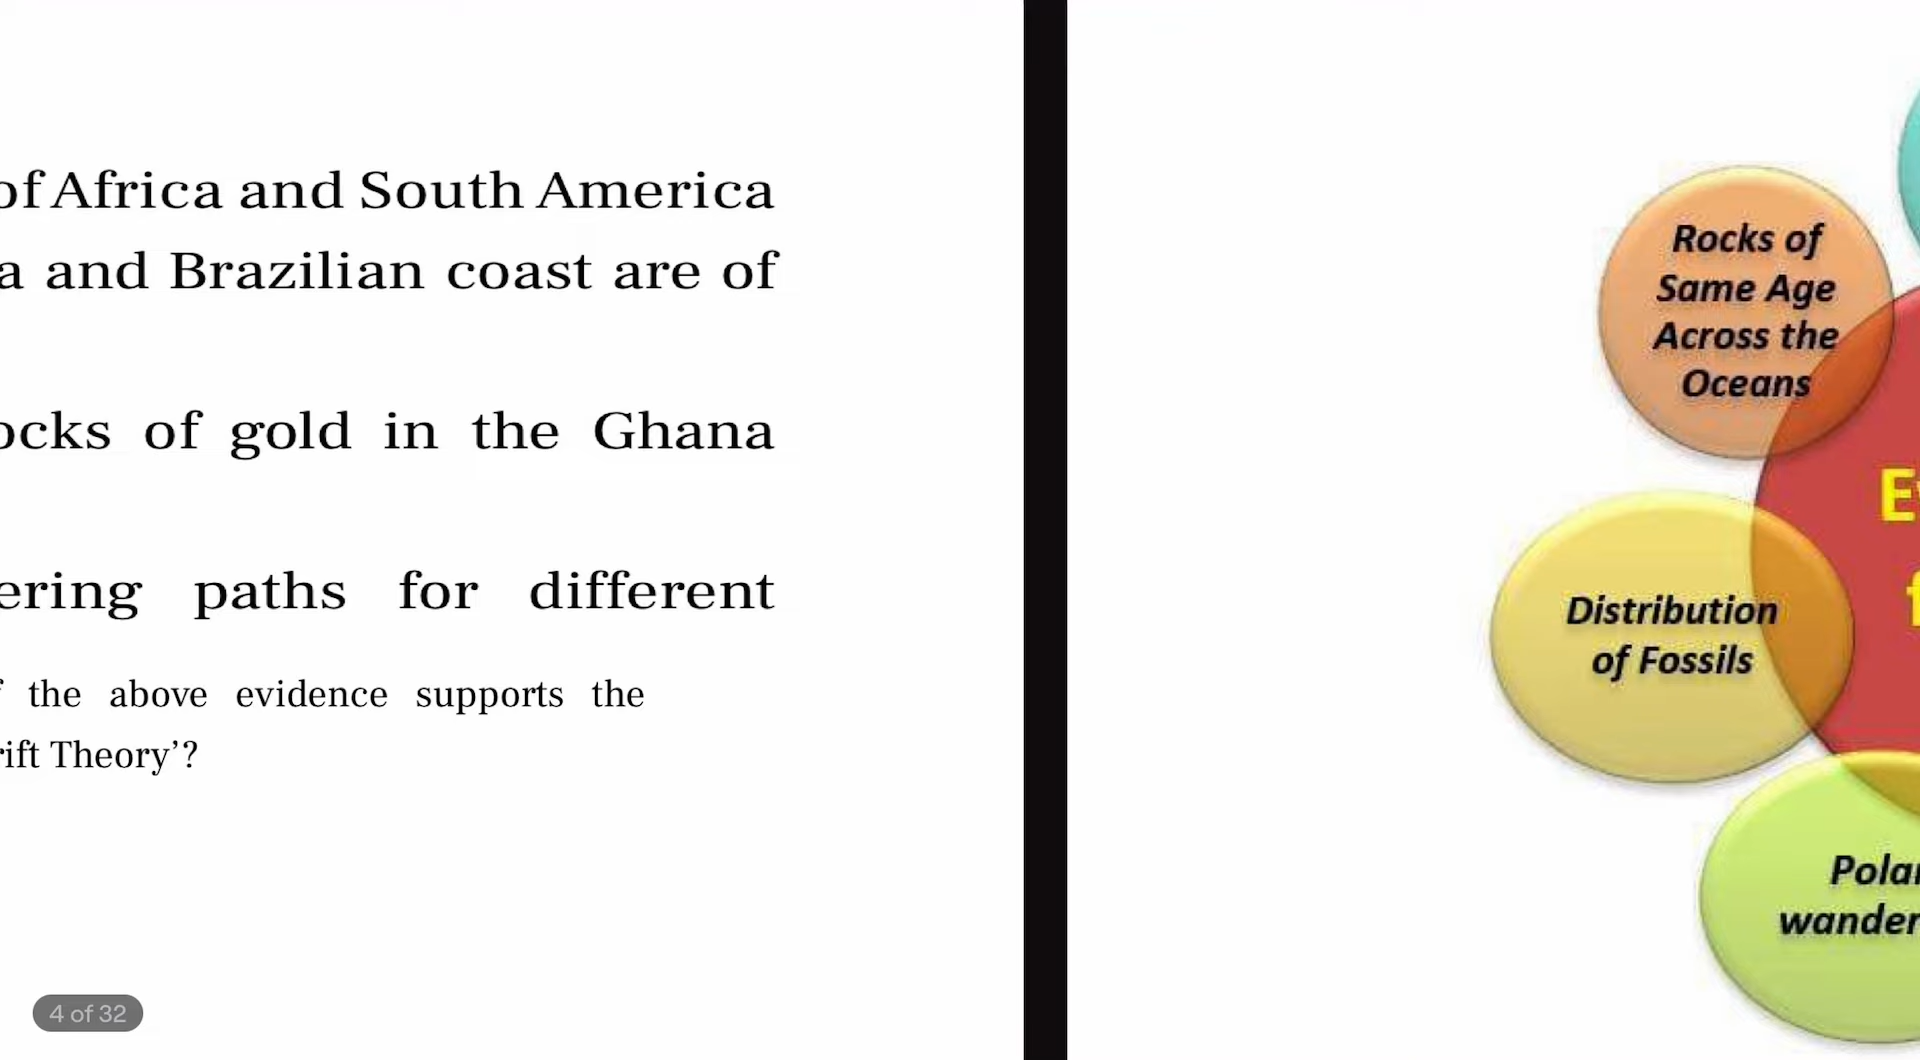 of Africa and South America
a and Brazilian coast are of
ocks of gold in the Ghana
ering paths for different
the above evidence supports the
rift Theory’?
4 of 32
Rocks of
Same Age
Across the
Oceans
Distribution
of Fossils
Polar
wander